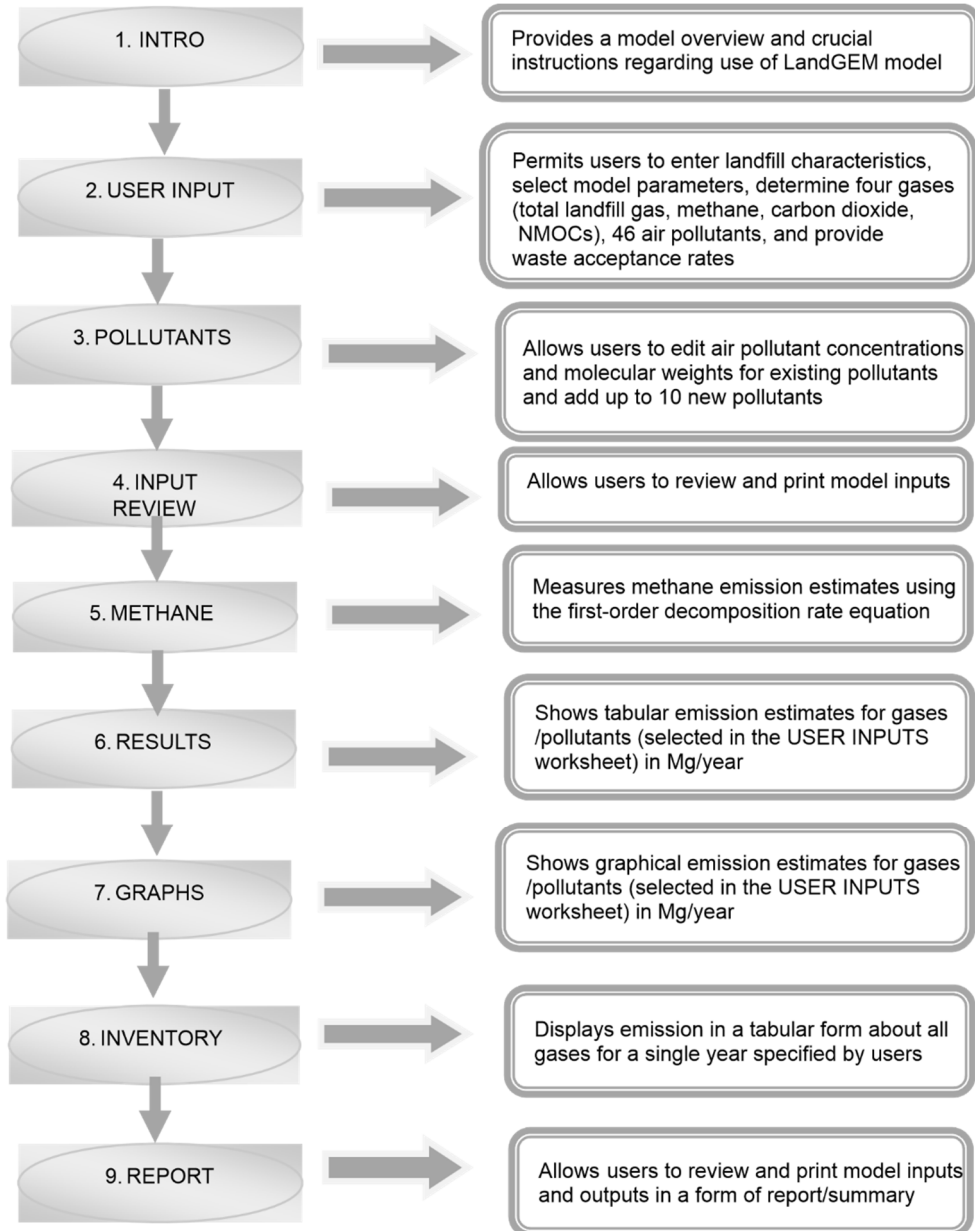 1. INTRO
Provides a model overview and crucial
instructions regarding use of LandGEM model
2. USER INPUT
Permits users to enter landfill characteristics,
select model parameters, determine four gases
(total landfill gas, methane, carbon dioxide,
NMOCs), 46 air pollutants, and provide
waste acceptance rates
3. POLLUTANTS
Allows users to edit air pollutant concentrations
and molecular weights for existing pollutants
and add up to 10 new pollutants
4. INPUT
REVIEW
Allows users to review and print model inputs
5. METHANE
Measures methane emission estimates using
the first-order decomposition rate equation
6. RESULTS
Shows tabular emission estimates for gases
/pollutants (selected in the USER INPUTS
worksheet) in Mg/year
7. GRAPHS
Shows graphical emission estimates for gases
/pollutants (selected in the USER INPUTS
worksheet) in Mg/year
8. INVENTORY
Displays emission in a tabular form about all
gases for a single year specified by users
9. REPORT
Allows users to review and print model inputs
and outputs in a form of report/summary